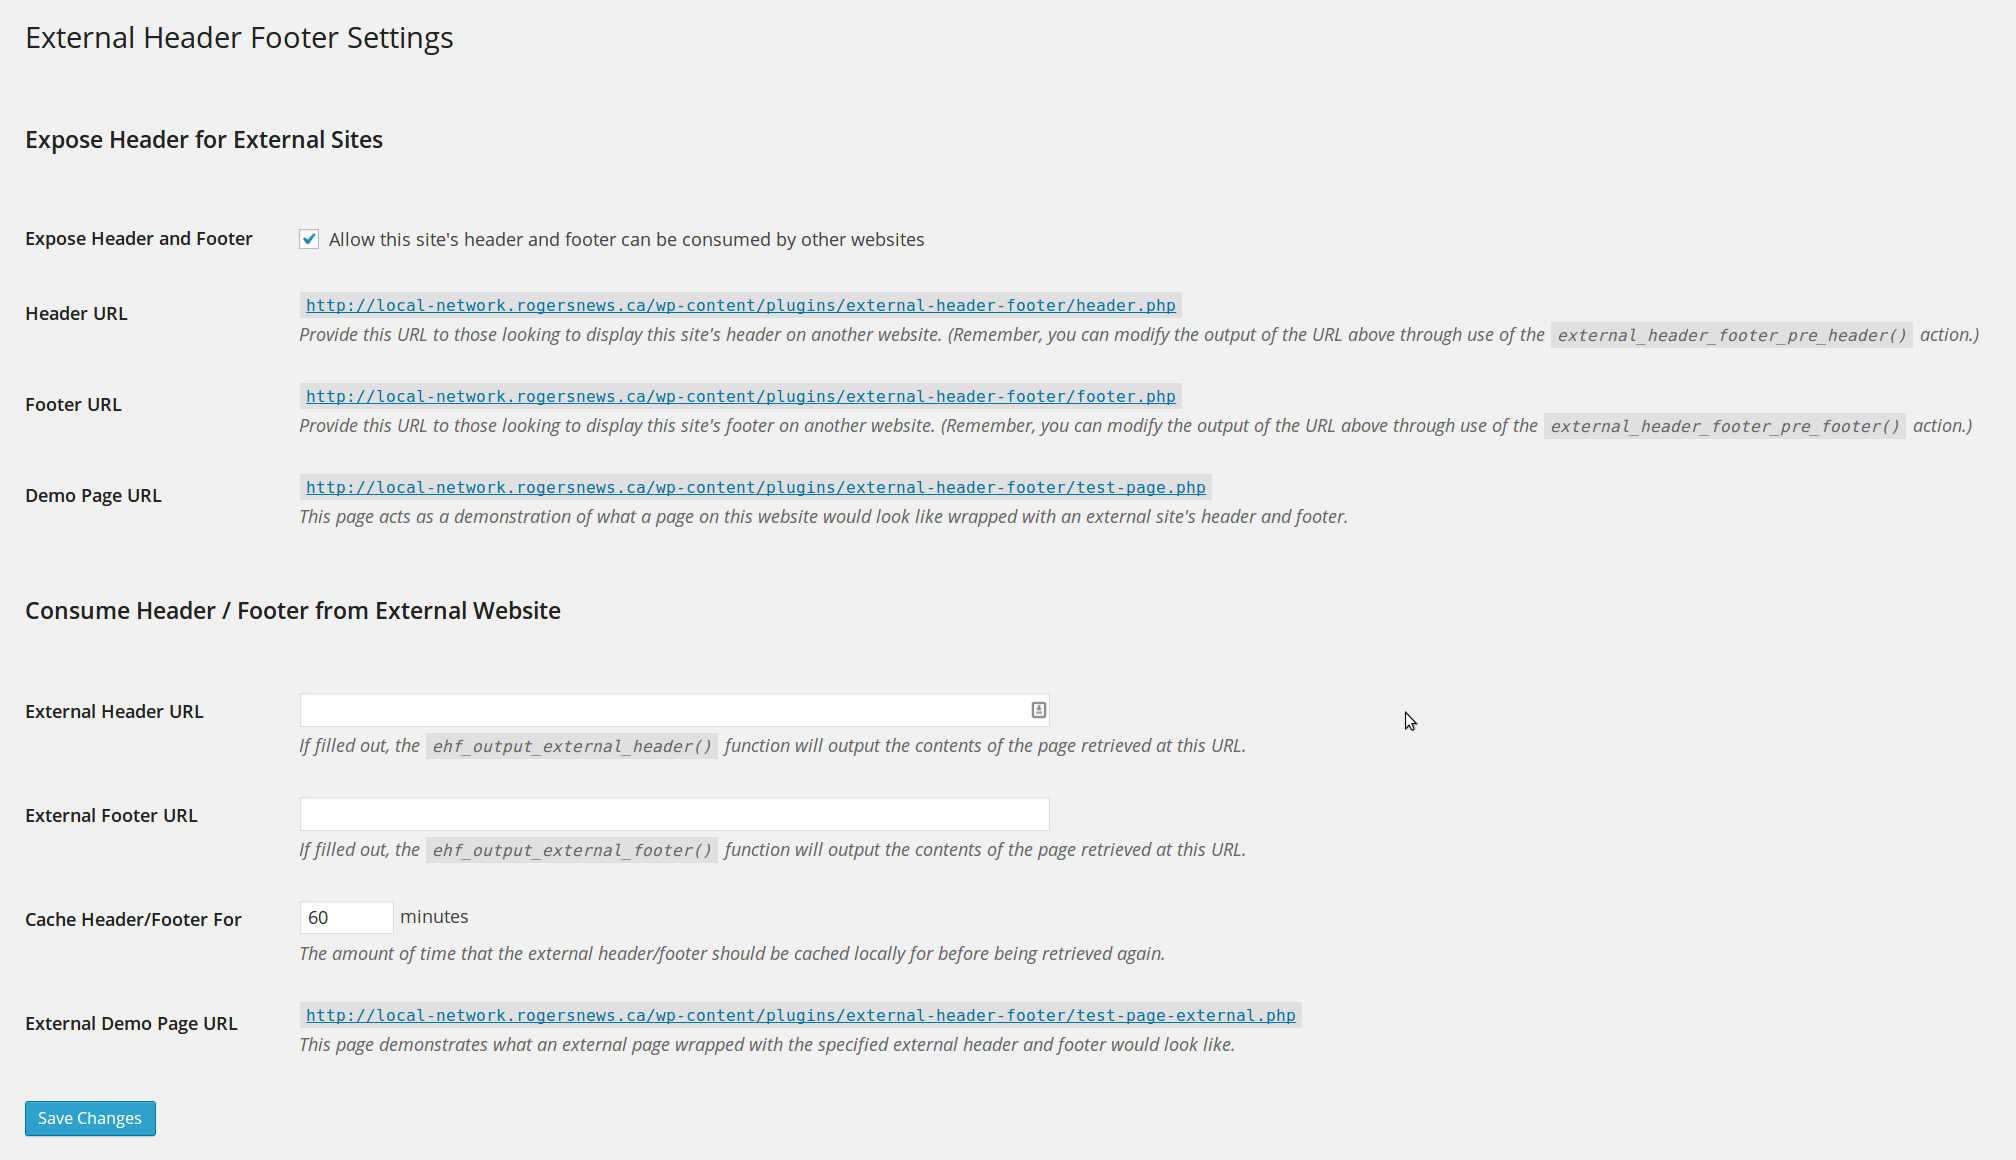 External Header Footer Settings
Expose Header for External Sites
Expose Header and Footer
Allow this site's header and footer can be consumed by other websites
Header URL
http://local-network.rogersnews.ca/wp-content/plugins/external-header-footer/header.php
Provide this URL to those looking to display this site's header on another website. (Remember, you can modify the output of the URL above through use of the external_header_footer_pre_header() action.)
Footer URL
http://local-network.rogersnews.ca/wp-content/plugins/external-header-footer/footer.php
Provide this URL to those looking to display this site's footer on another website. (Remember, you can modify the output of the URL above through use of the external_header_footer_pre_footer() action.)
Demo Page URL
http://local-network.rogersnews.ca/wp-content/plugins/external-header-footer/test-page.php
This page acts as a demonstration of what a page on this website would look like wrapped with an external site's header and footer.
Consume Header / Footer from External Website
External Header URL
If filled out, the ehf_output_external_header() function will output the contents of the page retrieved at this URL.
External Footer URL
If filled out, the ehf_output_external_footer() function will output the contents of the page retrieved at this URL.
Cache Header/Footer For
60 minutes
The amount of time that the external header/footer should be cached locally for before being retrieved again.
External Demo Page URL
http://local-network.rogersnews.ca/wp-content/plugins/external-header-footer/test-page-external.php
This page demonstrates what an external page wrapped with the specified external header and footer would look like.
Save Changes